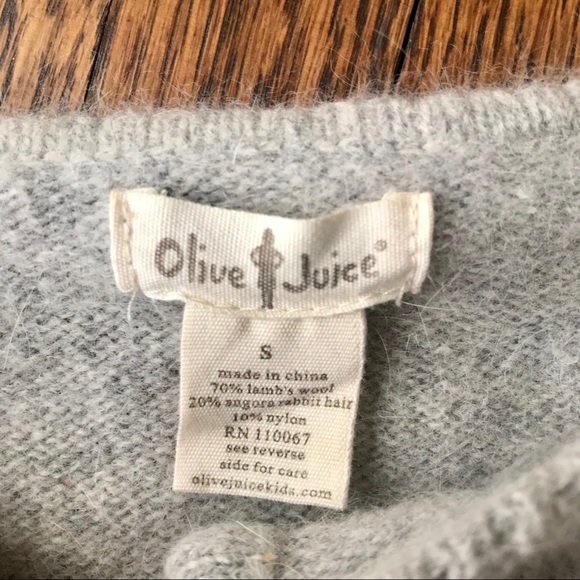 Olive Juice®
S
made in china
70% lamb's wool
20% angora rabbit hair
10% nylon
RN 110067
see reverse
side for care
olivejuicekids.com